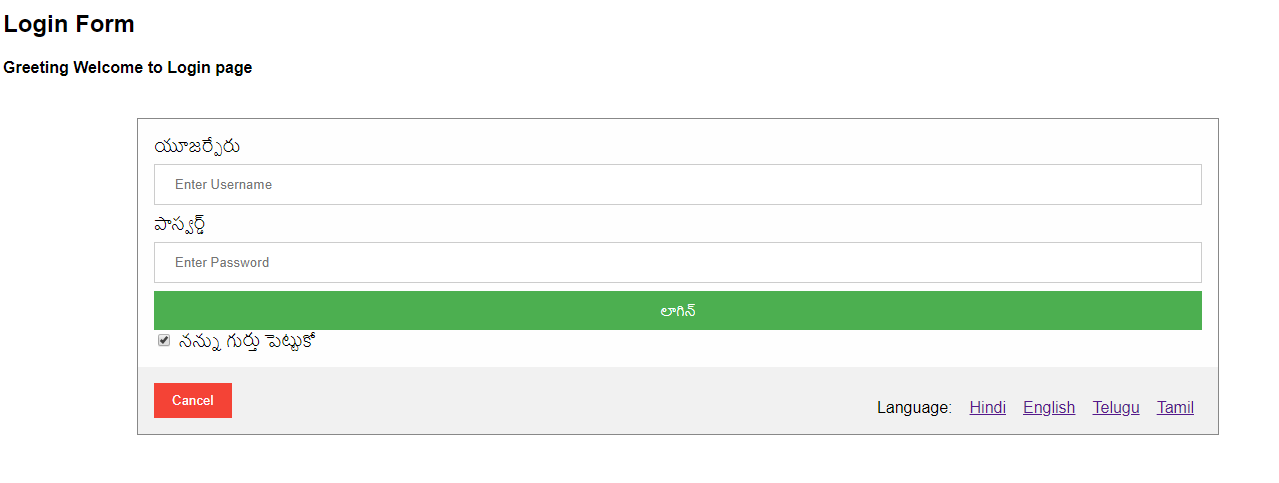 Login Form
Greeting Welcome to Login page
యూజర్పేరు
Enter Username
పాస్వర్డ్
Enter Password
లాగిన్
నన్ను గుర్తు పెట్టుకో
Cancel
Language: Hindi English Telugu Tamil